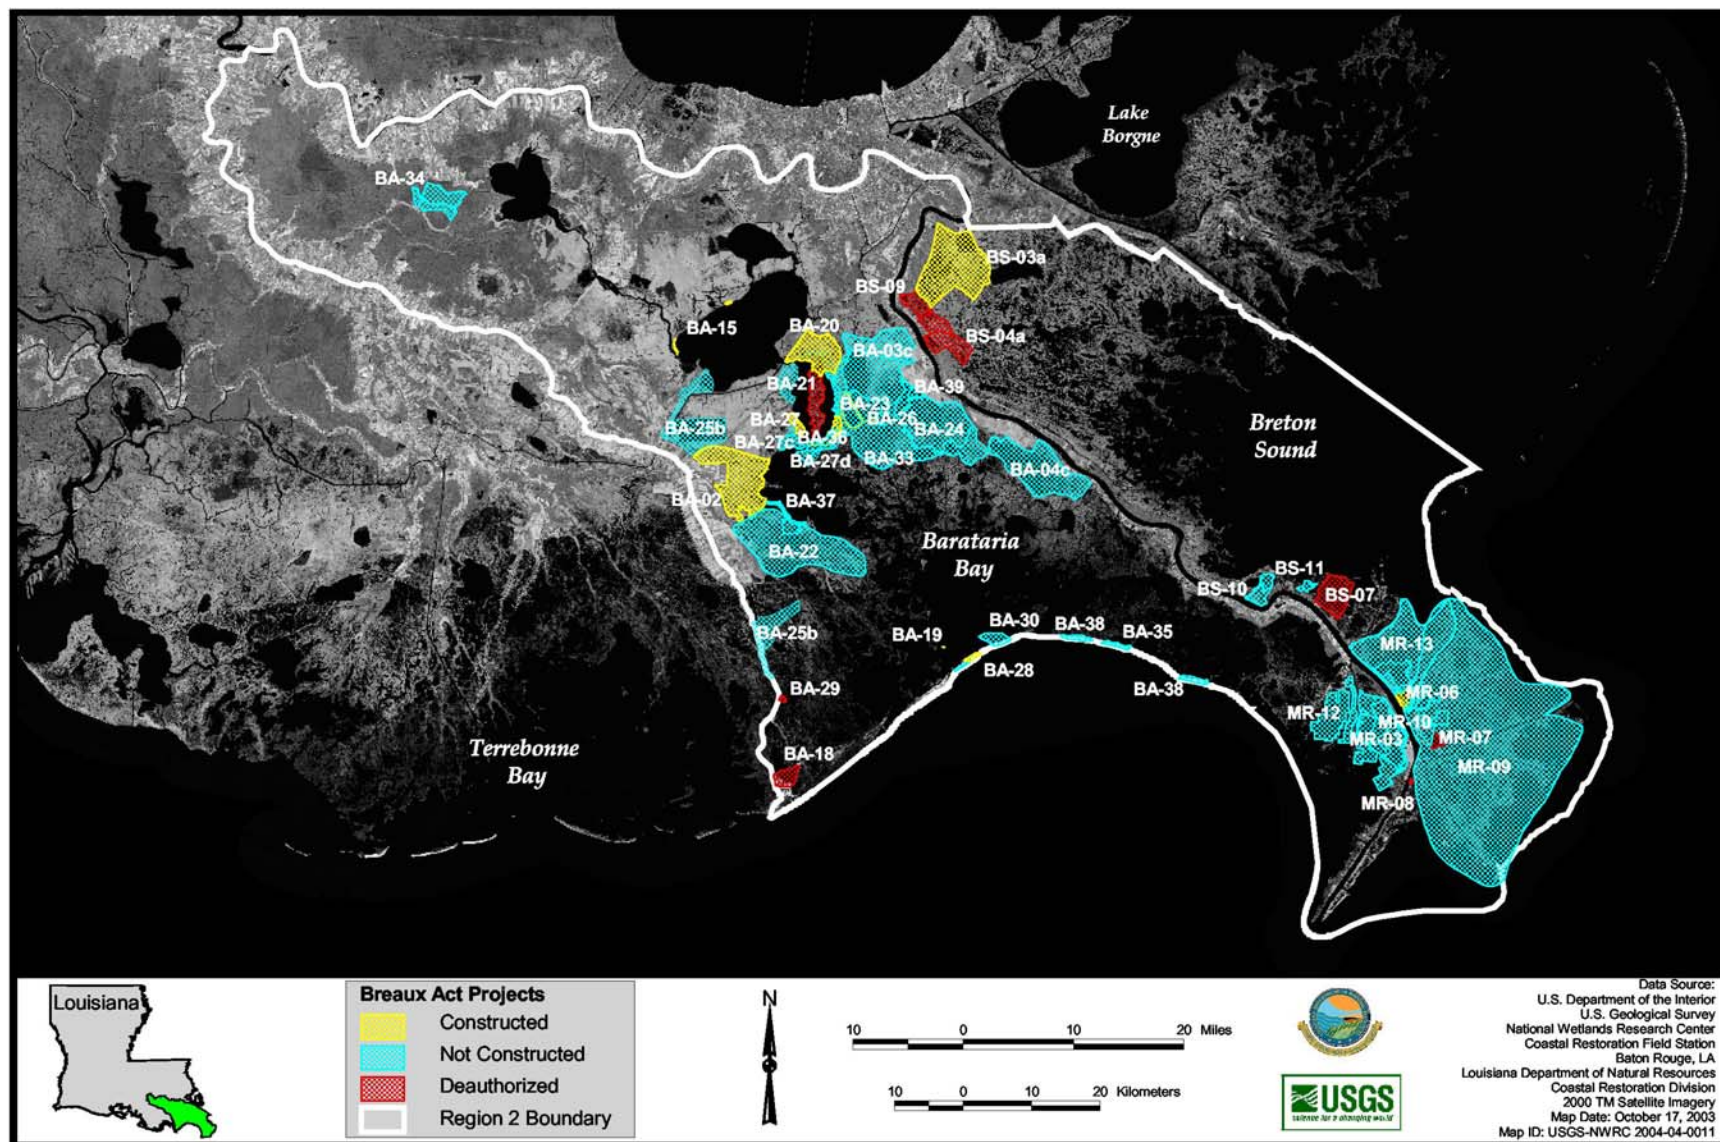 Lake
Borgne
BA-34
BS-03a
BS-09
BA-15
BA-20
BS-04a
BA-03c
BA-21
BA-39
BA-23
BA-27
BA-26
BA-25b
BA-24
BA-36
BA-27c
BA-33
BA-27d
BA-04c
Breton
Sound
BA-02
BA-37
BA-22
Barataria
Bay
BS-11
BS-10
BS-07
BA-30
BA-38
BA-35
BA-25b
BA-19
MR-13
BA-28
BA-29
BA-38
MR-06
MR-12
MR-10
MR-03
MR-07
Terrebonne
Bay
BA-18
MR-09
MR-08
Louisiana
Breaux Act Projects
Constructed
Not Constructed
Deauthorized
Region 2 Boundary
N
10 0 10 20 Miles
10 0 10 20 Kilometers
USGS
science for a changing world
Data Source:
U.S. Department of the Interior
U.S. Geological Survey
National Wetlands Research Center
Coastal Restoration Field Station
Baton Rouge, LA
Louisiana Department of Natural Resources
Coastal Restoration Division
2000 TM Satellite Imagery
Map Date: October 17, 2003
Map ID: USGS-NWRC 2004-04-0011